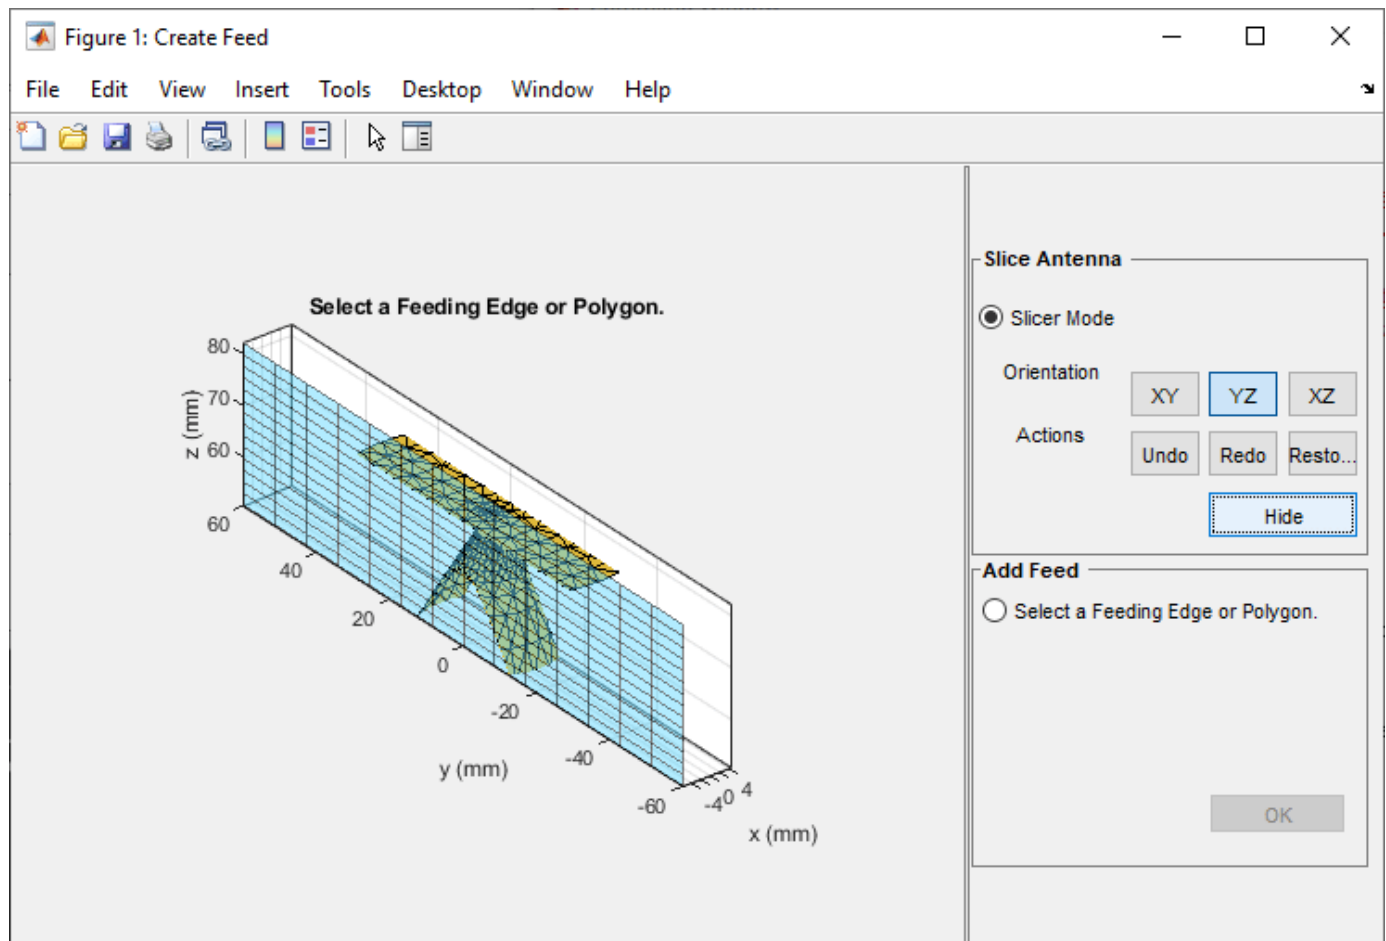 Figure 1: Create Feed
File Edit View Insert Tools Desktop Window Help
Select a Feeding Edge or Polygon.
80
70
60
z (mm)
60
40
20
0
-20
-40
-60
y (mm)
-4 0 4
x (mm)
Slice Antenna
Slicer Mode
Orientation
XY YZ XZ
Actions
Undo Redo Resto...
Hide
Add Feed
Select a Feeding Edge or Polygon.
OK